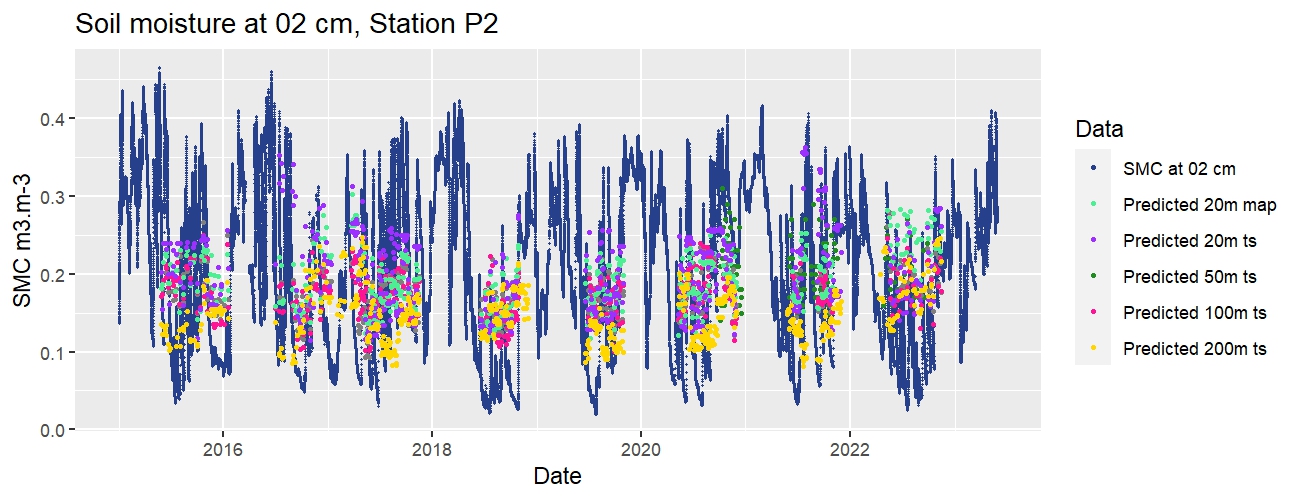 Soil moisture at 02 cm, Station P2
SMC m3.m-3
0.4
0.3
0.2
0.1
0.0
2016
2018
2020
2022
Date
Data
SMC at 02 cm
Predicted 20m map
Predicted 20m ts
Predicted 50m ts
Predicted 100m ts
Predicted 200m ts